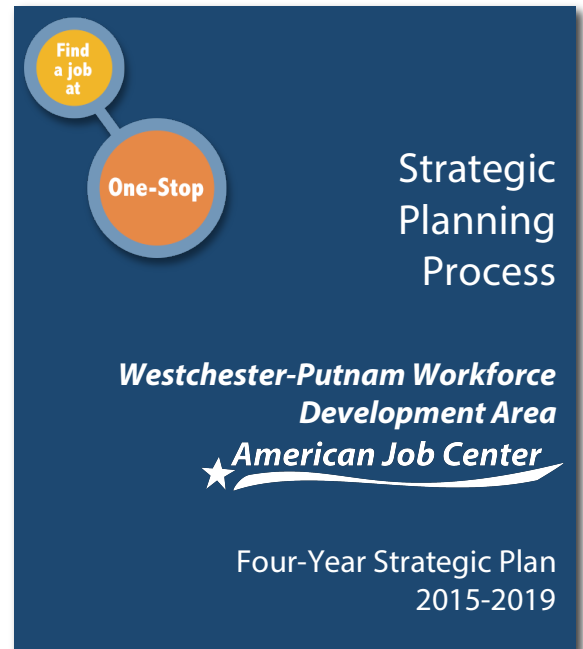 Find
a job
at
One-Stop
Strategic
Planning
Process
Westchester-Putnam Workforce
Development Area
American Job Center
Four-Year Strategic Plan
2015-2019